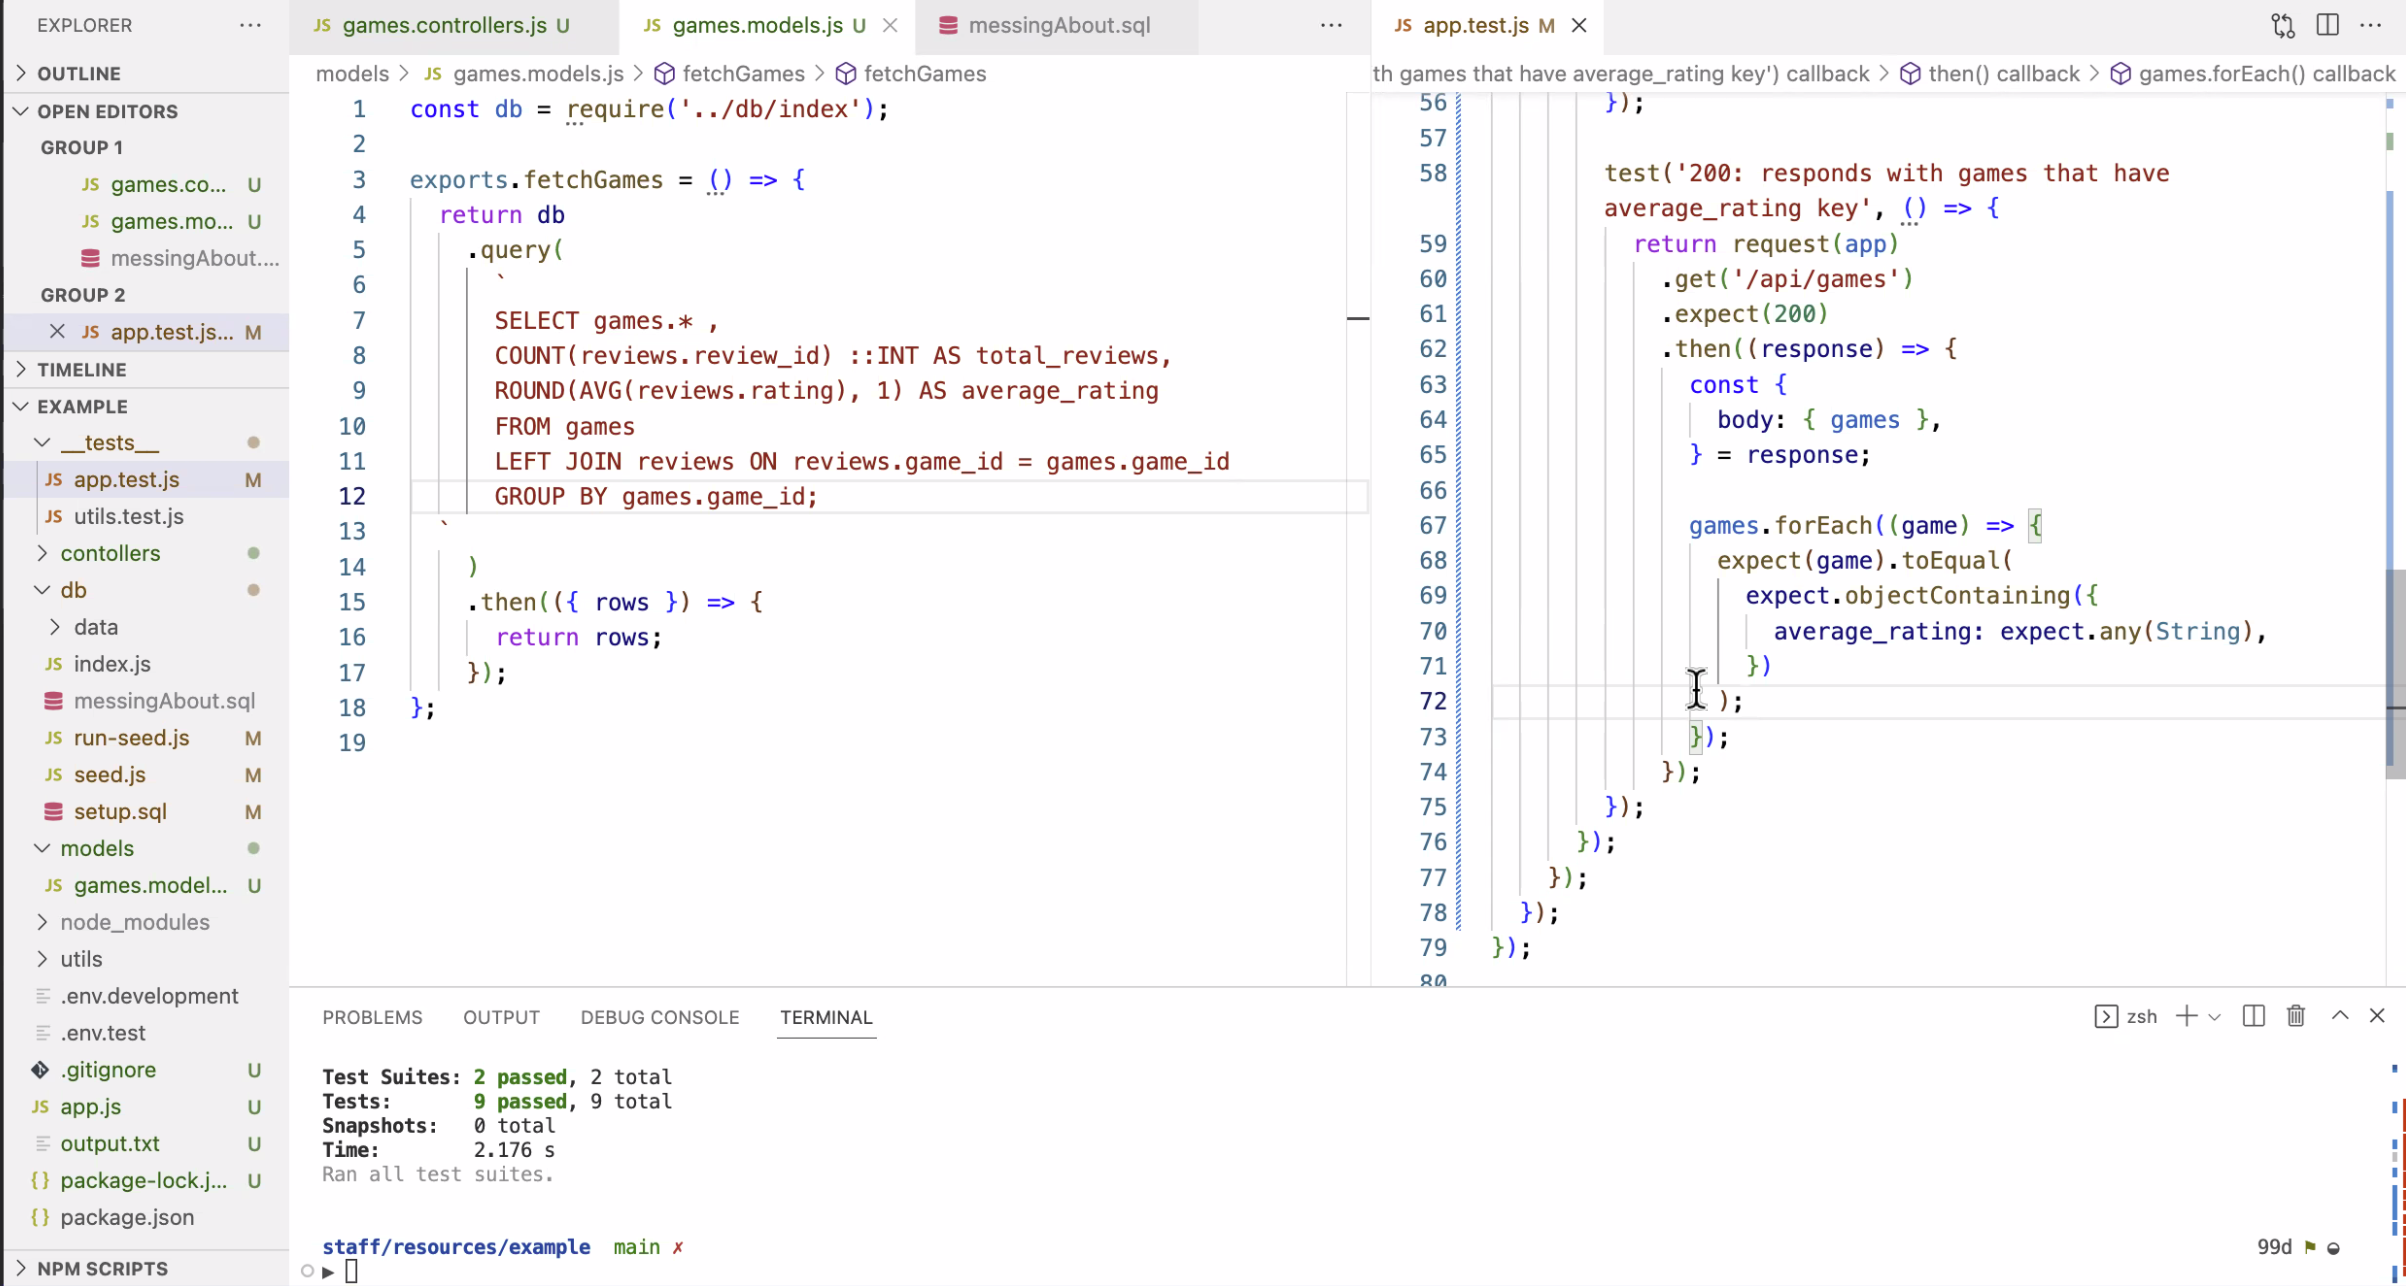 EXPLORER
OUTLINE
OPEN EDITORS
GROUP 1
JS games.co... U
JS games.mo... U
messingAbout....
GROUP 2
JS app.test.js... M
TIMELINE
EXAMPLE
__tests__
JS app.test.js M
JS utils.test.js
contollers
db
data
JS index.js
messingAbout.sql
JS run-seed.js M
JS seed.js M
setup.sql M
models
JS games.model... U
node_modules
utils
.env.development
.env.test
.gitignore U
JS app.js U
output.txt U
{} package-lock.j... U
{} package.json
NPM SCRIPTS
JS games.controllers.js U
JS games.models.js U
messingAbout.sql
models > JS games.models.js > fetchGames > fetchGames
1 const db = require('../db/index');
2
3 exports.fetchGames = () => {
4 return db
5 .query(
6 `
7 SELECT games.* ,
8 COUNT(reviews.review_id) ::INT AS total_reviews,
9 ROUND(AVG(reviews.rating), 1) AS average_rating
10 FROM games
11 LEFT JOIN reviews ON reviews.game_id = games.game_id
12 GROUP BY games.game_id;
13 `
14 )
15 .then(({ rows }) => {
16 return rows;
17 });
18 };
19
JS app.test.js M
th games that have average_rating key') callback > then() callback > games.forEach() callback
56 });
57
58 test('200: responds with games that have
average_rating key', () => {
59 return request(app)
60 .get('/api/games')
61 .expect(200)
62 .then((response) => {
63 const {
64 body: { games },
65 } = response;
66
67 games.forEach((game) => {
68 expect(game).toEqual(
69 expect.objectContaining({
70 average_rating: expect.any(String),
71 })
72 );
73 });
74 });
75 });
76 });
77 });
78 });
79 });
80
PROBLEMS OUTPUT DEBUG CONSOLE TERMINAL
zsh
Test Suites: 2 passed, 2 total
Tests: 9 passed, 9 total
Snapshots: 0 total
Time: 2.176 s
Ran all test suites.
staff/resources/example main ✗
99d